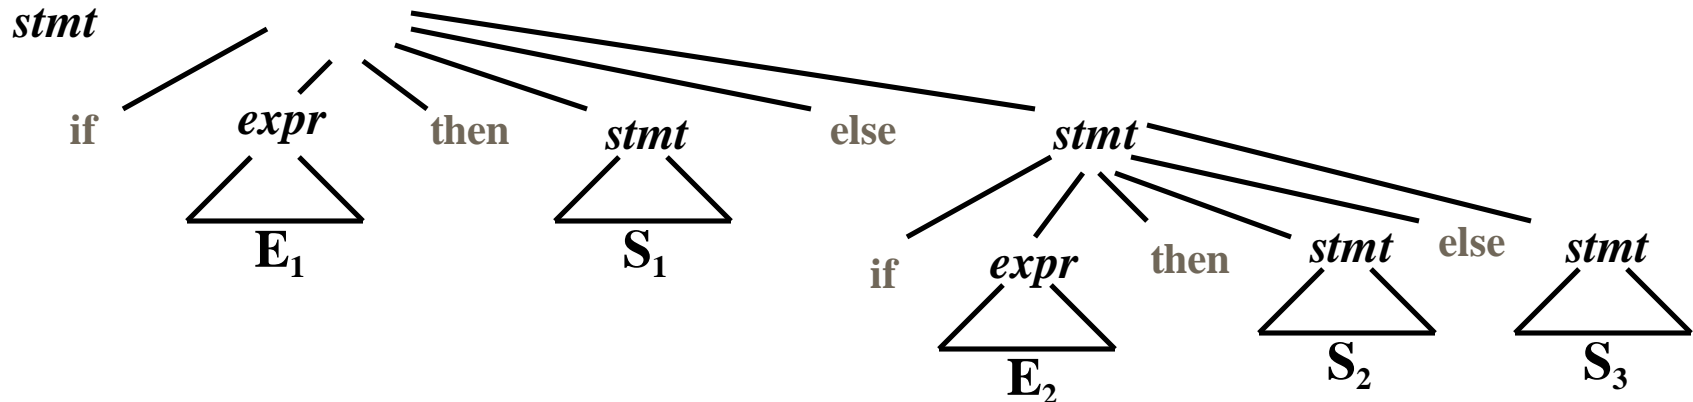 stmt
if expr then stmt else stmt
E₁ S₁
if expr then stmt else stmt
E₂ S₂ S₃